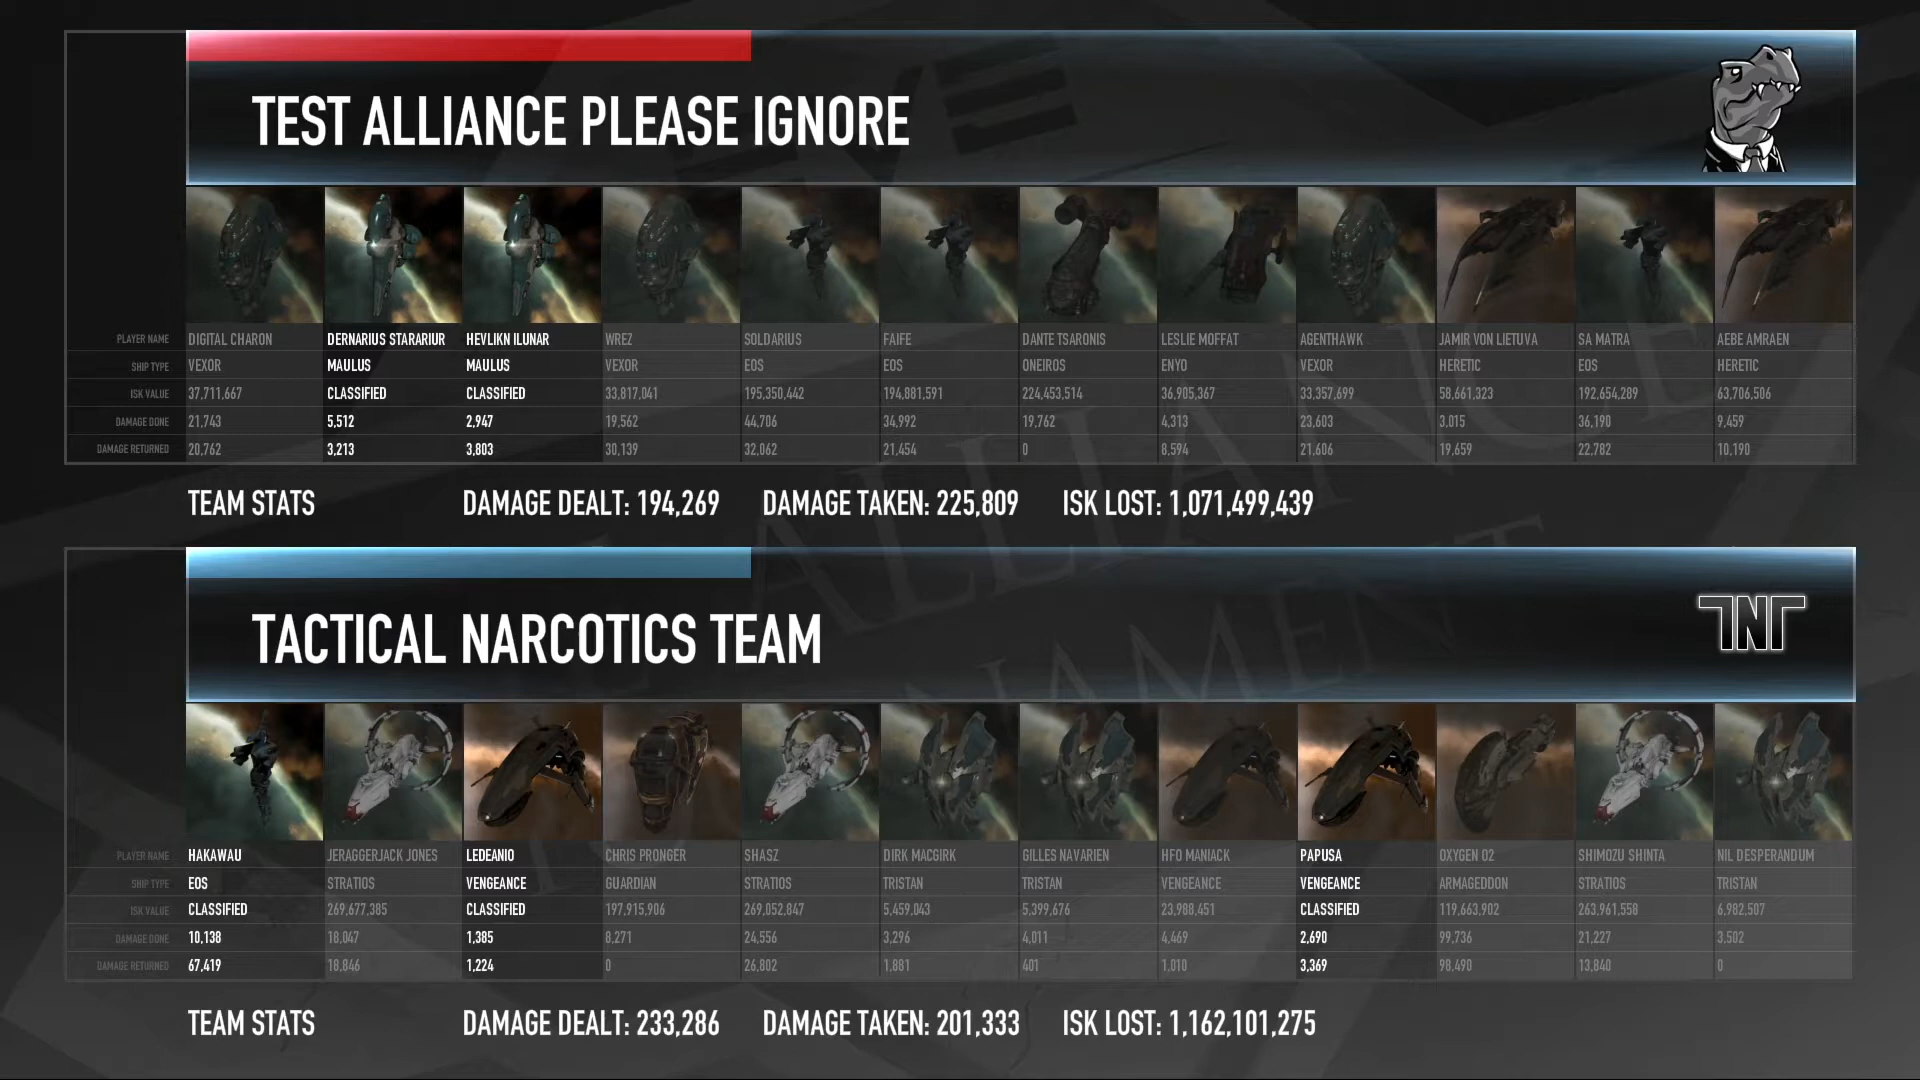 TEST ALLIANCE PLEASE IGNORE
PLAYER NAME DIGITAL CHARON DERNARIUS STARARIUR HEVLIKN ILUNAR WREZ SOLDARIUS FAIFE DANTE TSARONIS LESLIE MOFFAT AGENTHAWK JAMIR VON LIETUVA SA MATRA AEBE AMRAEN
SHIP TYPE VEXOR MAULUS MAULUS VEXOR EOS EOS ONEIROS ENYO VEXOR HERETIC EOS HERETIC
ISK VALUE 37,711,667 CLASSIFIED CLASSIFIED 33,817,041 195,350,442 194,881,591 224,453,514 36,905,367 33,357,699 58,661,323 192,654,289 63,706,506
DAMAGE DONE 21,743 5,512 2,947 19,562 44,706 34,992 19,762 4,313 23,603 3,015 36,190 9,459
DAMAGE RETURNED 20,762 3,213 3,803 30,139 32,062 21,454 0 8,594 21,606 19,659 22,782 10,190
TEAM STATS DAMAGE DEALT: 194,269 DAMAGE TAKEN: 225,809 ISK LOST: 1,071,499,439
TACTICAL NARCOTICS TEAM
TNT
PLAYER NAME HAKAWAU JERAGGERJACK JONES LEDEANIO CHRIS PRONGER SHASZ DIRK MACGIRK GILLES NAVARIEN HFO MANIACK PAPUSA OXYGEN O2 SHIMOZU SHINTA NIL DESPERANDUM
SHIP TYPE EOS STRATIOS VENGEANCE GUARDIAN STRATIOS TRISTAN TRISTAN VENGEANCE VENGEANCE ARMAGEDDON STRATIOS TRISTAN
ISK VALUE CLASSIFIED 269,677,385 CLASSIFIED 197,915,906 269,052,847 5,459,043 5,399,676 23,988,451 CLASSIFIED 119,663,902 263,961,558 6,982,507
DAMAGE DONE 10,138 18,047 1,385 8,271 24,556 3,296 4,011 4,469 2,690 99,736 21,227 3,502
DAMAGE RETURNED 67,419 18,846 1,224 0 26,802 1,881 401 1,010 3,369 98,490 13,840 0
TEAM STATS DAMAGE DEALT: 233,286 DAMAGE TAKEN: 201,333 ISK LOST: 1,162,101,275